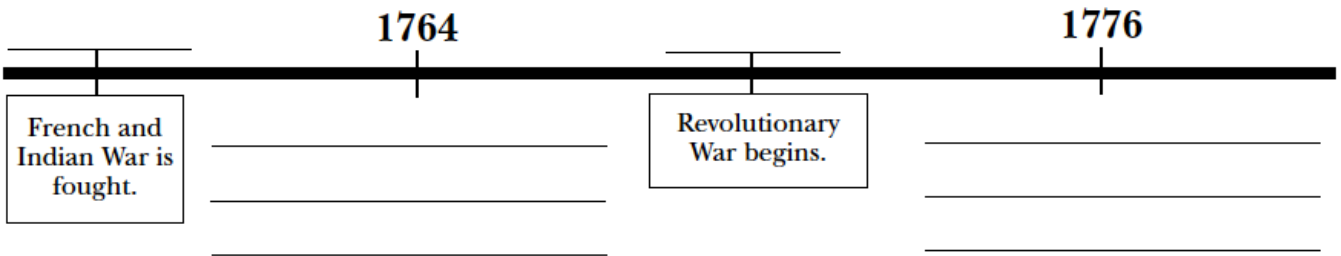 1764
1776
French and
Indian War is
fought.
Revolutionary
War begins.